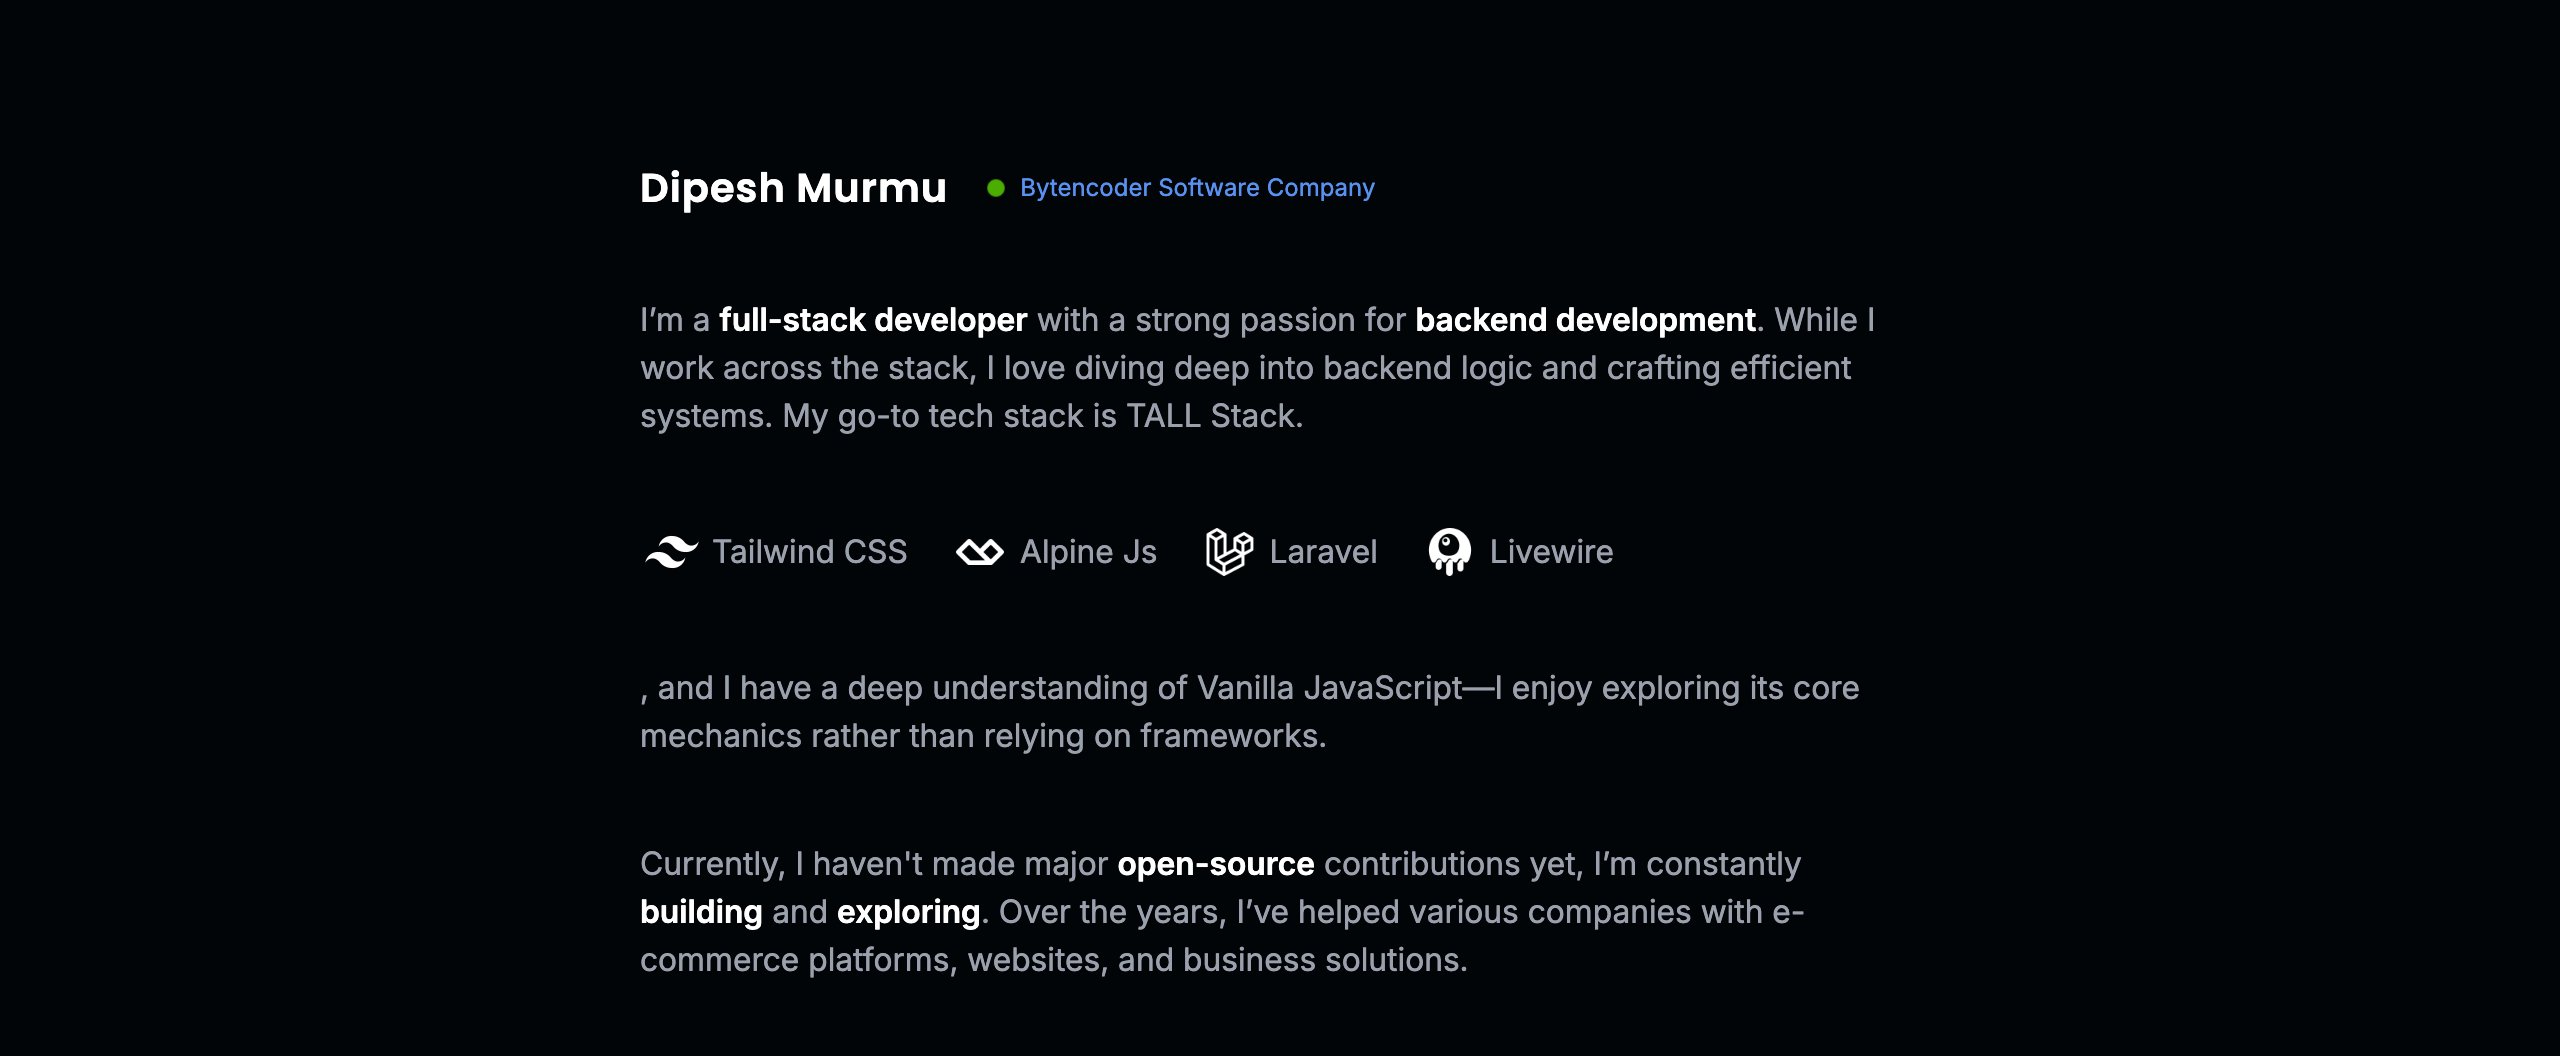 Dipesh Murmu
Bytencoder Software Company
I’m a full-stack developer with a strong passion for backend development. While I
work across the stack, I love diving deep into backend logic and crafting efficient
systems. My go-to tech stack is TALL Stack.
Tailwind CSS Alpine Js Laravel Livewire
, and I have a deep understanding of Vanilla JavaScript—I enjoy exploring its core
mechanics rather than relying on frameworks.
Currently, I haven't made major open-source contributions yet, I’m constantly
building and exploring. Over the years, I’ve helped various companies with e-
commerce platforms, websites, and business solutions.